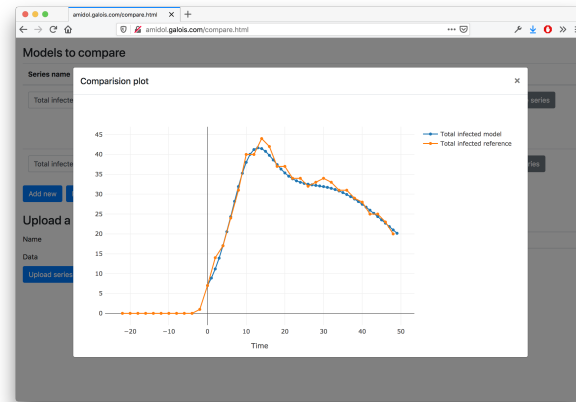 amidol.galois.com/compare.html
amidol.galois.com/compare.html
Models to compare
Series name
Comparision plot
Total infected
series
Total infected model
Total infected reference
45
40
35
30
25
20
15
10
5
0
−20
−10
0
10
20
30
40
50
Time
Total infected
Add new
Upload a
Name
Data
Upload series